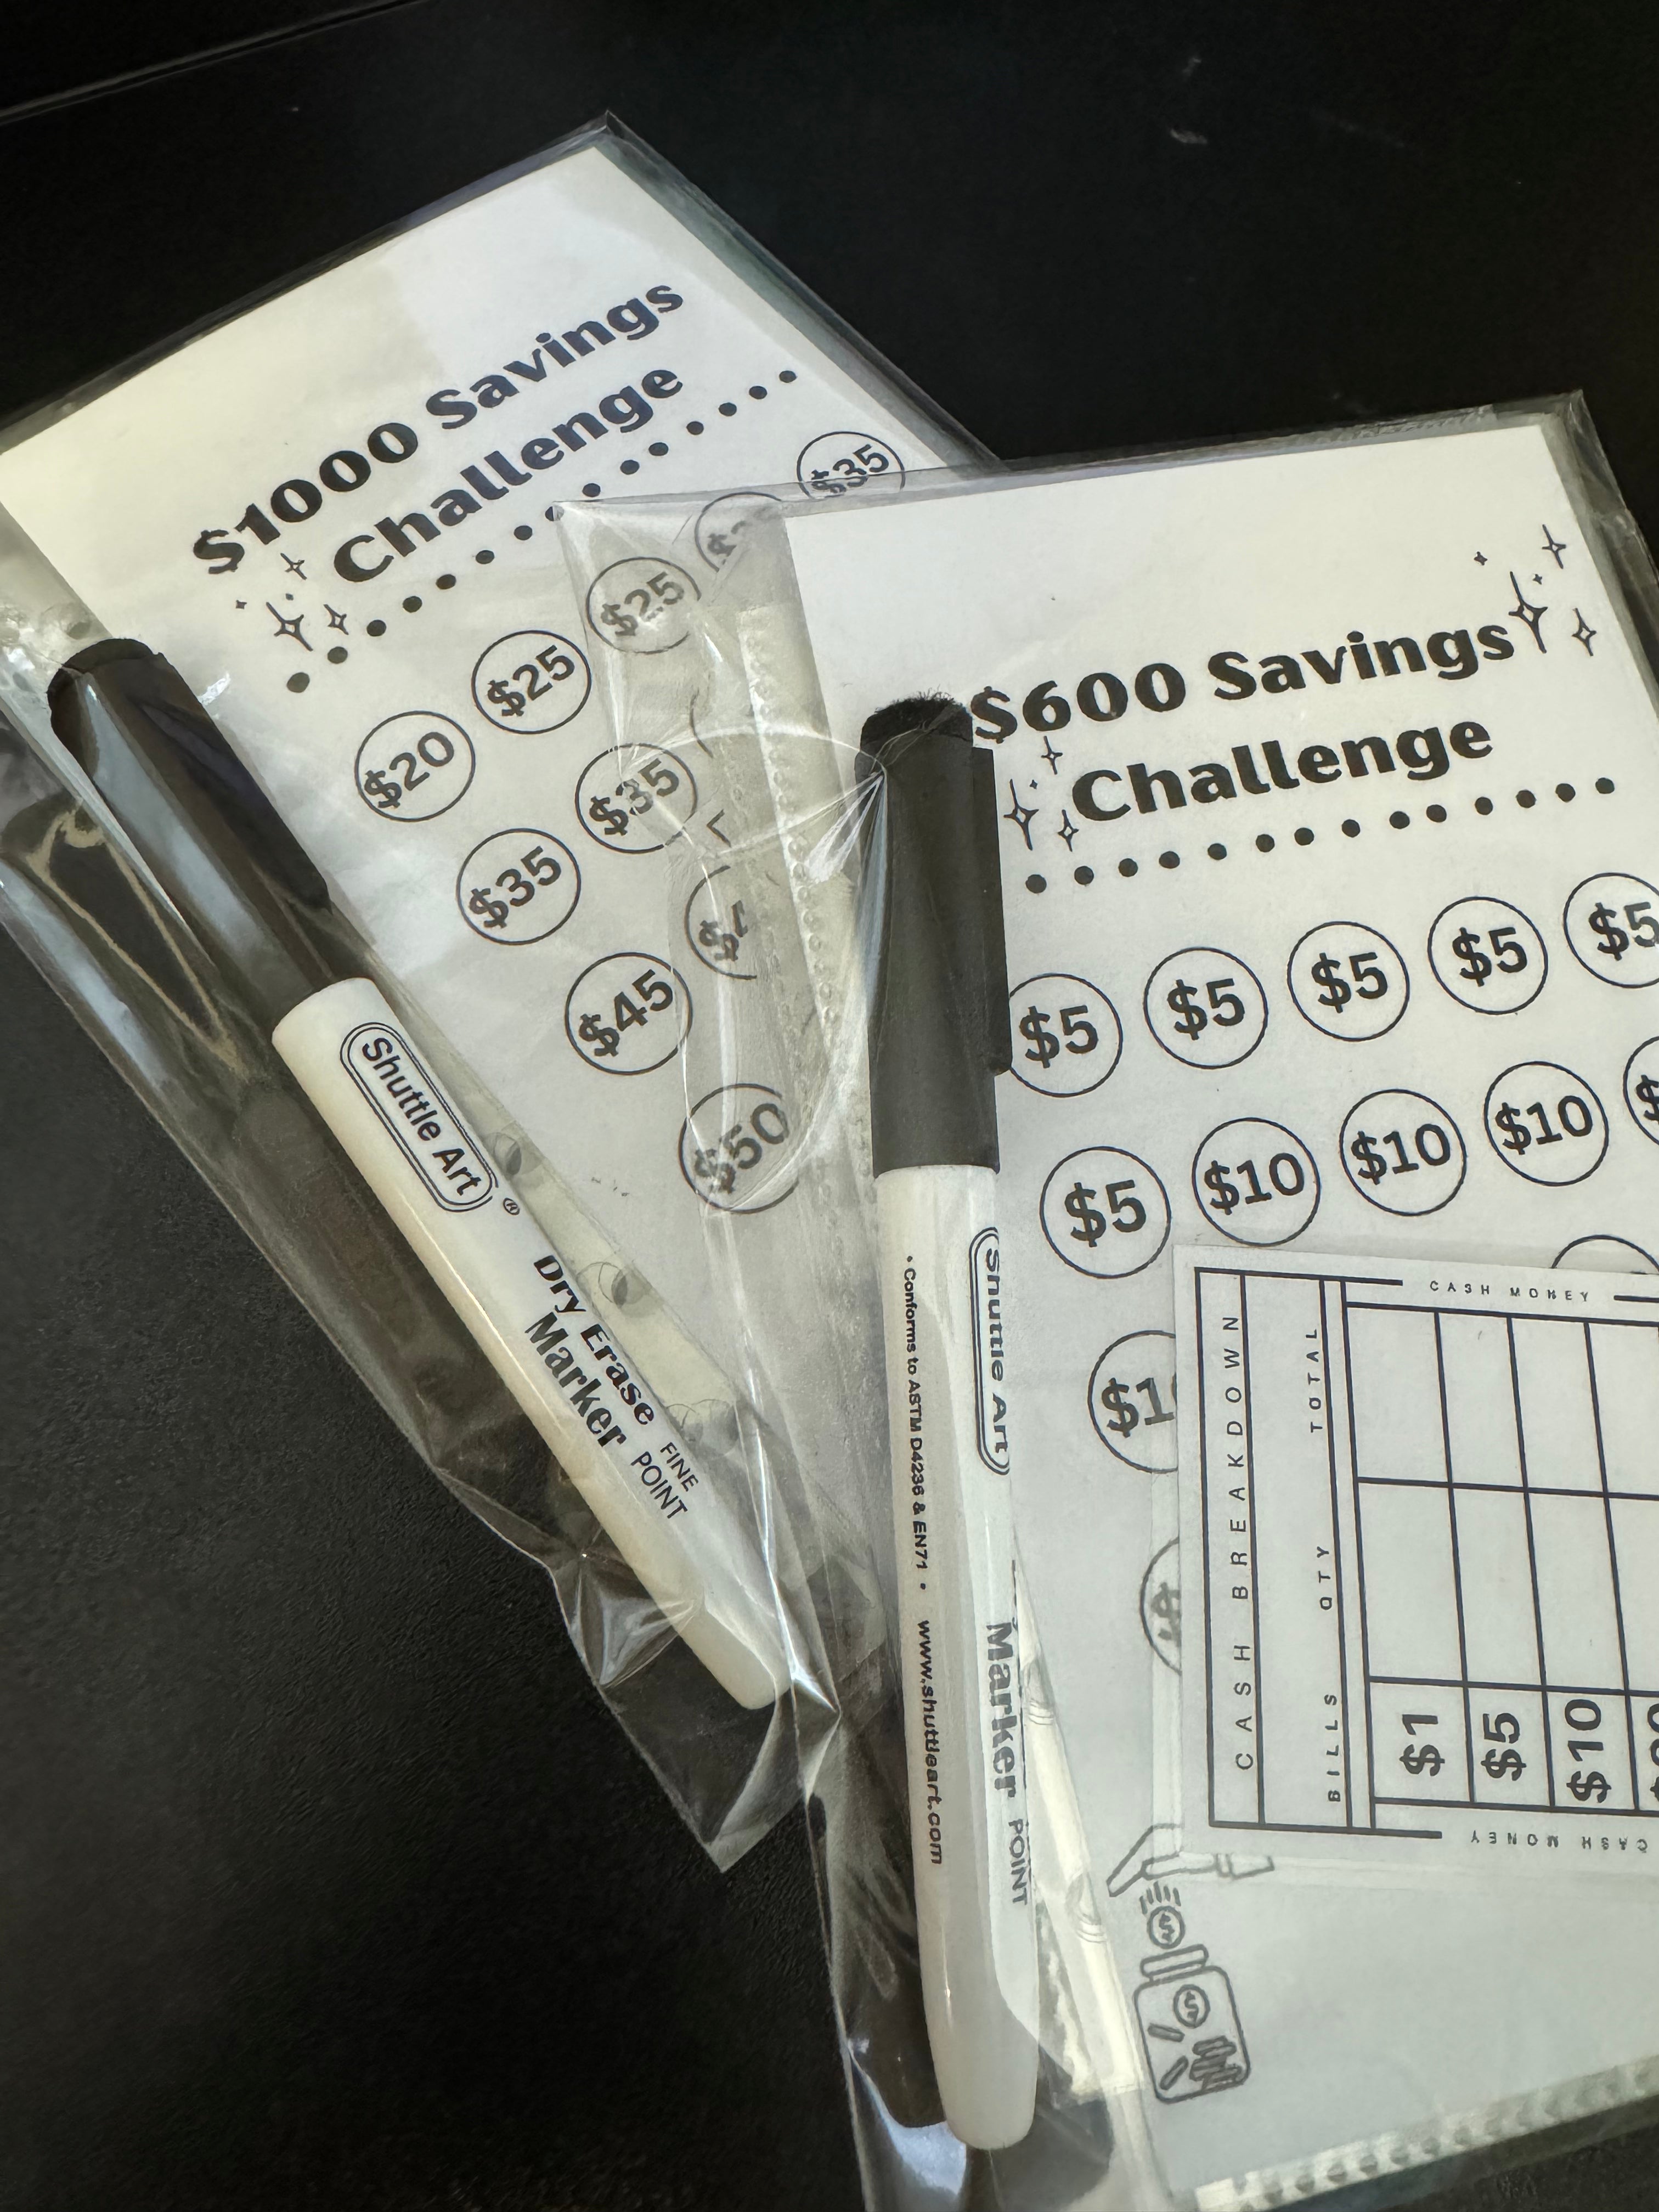 $1000 Savings
Challenge
$20
$25
$25
$35
$35
$35
$45
$50
Shuttle Art®
Dry Erase
Marker
FINE
POINT
$600 Savings
Challenge
$5
$5
$5
$5
$5
$5
$10
$10
$10
Shuttle Art
Marker
POINT
• Conforms to ASTM D4236 & EN71 • www.shuttleart.com
CASH MONEY
CASH BREAKDOWN
BILLS QTY TOTAL
$1
$5
$10
CASH MONEY